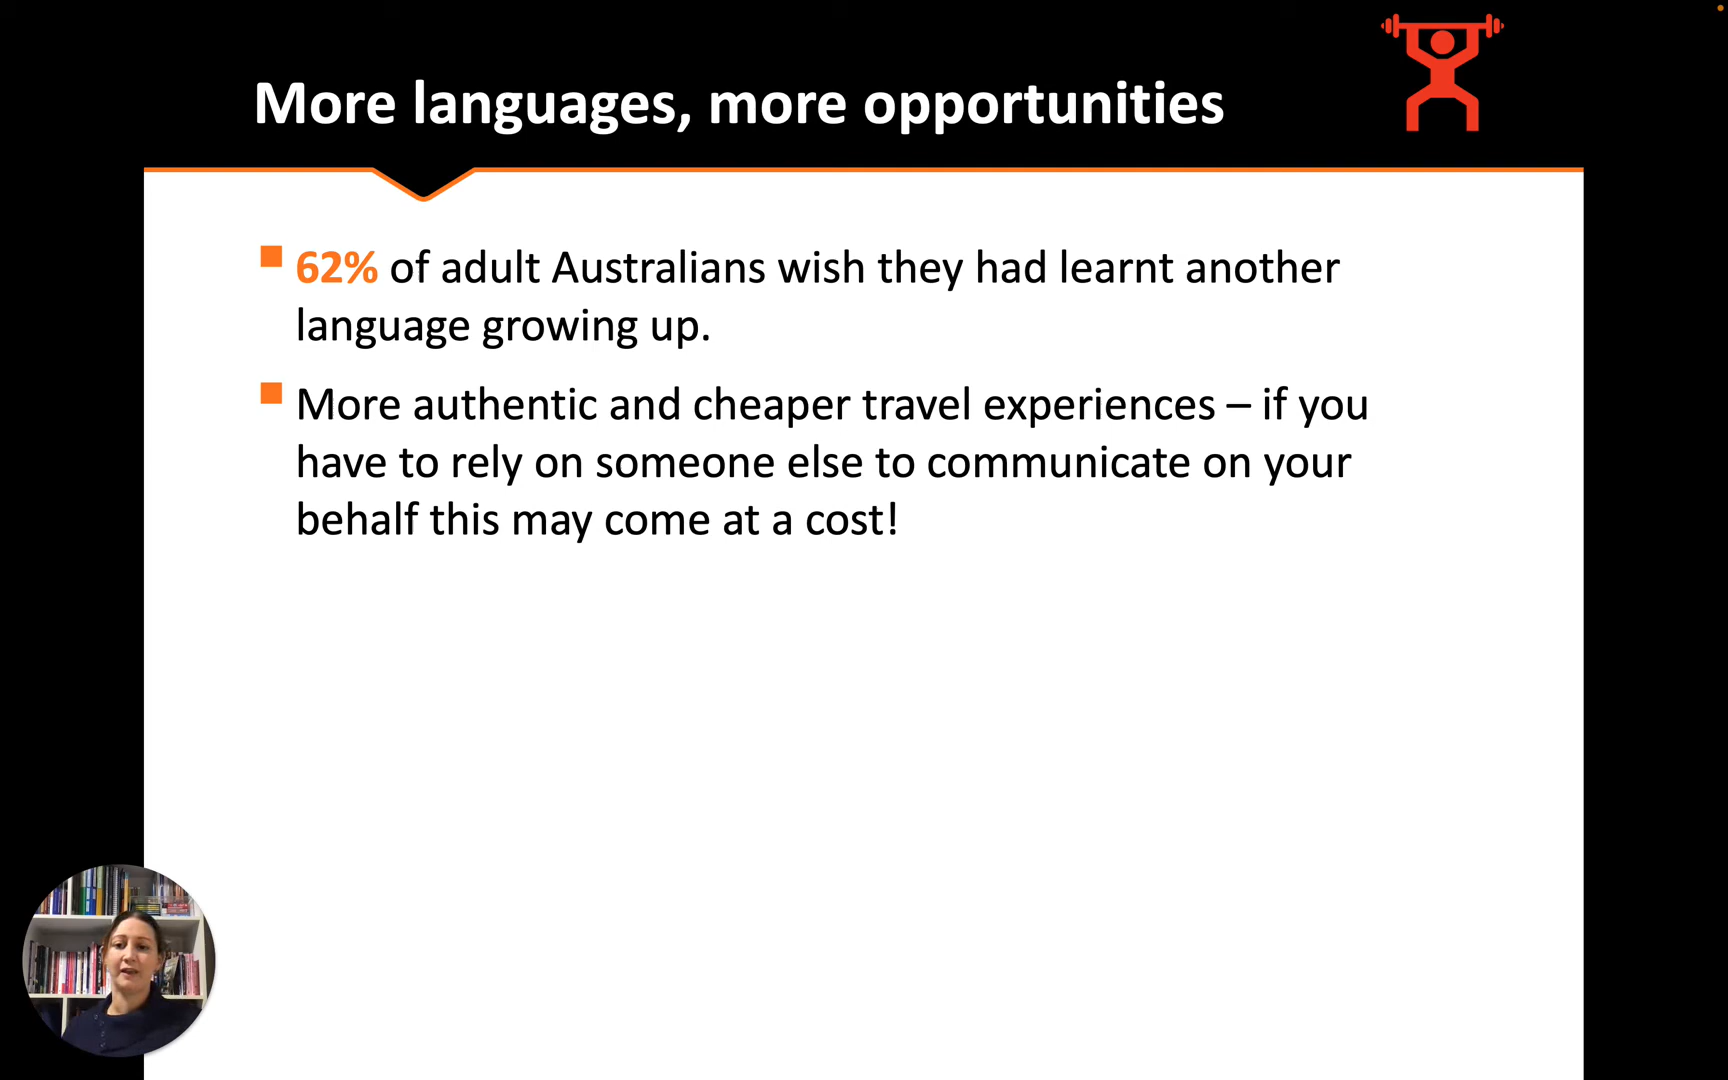 More languages, more opportunities
62% of adult Australians wish they had learnt another
language growing up.
More authentic and cheaper travel experiences – if you
have to rely on someone else to communicate on your
behalf this may come at a cost!